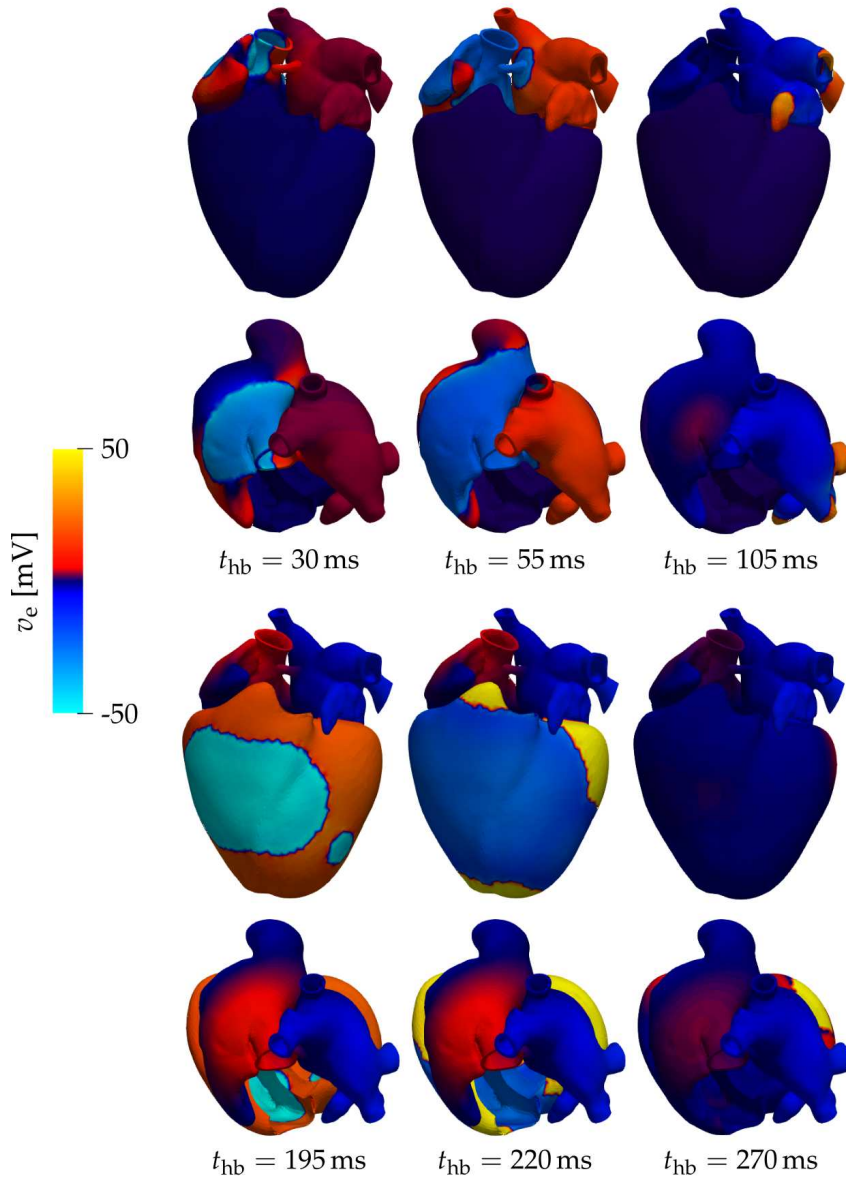 t_hb = 30 ms
t_hb = 55 ms
t_hb = 105 ms
50
v_e [mV]
-50
t_hb = 195 ms
t_hb = 220 ms
t_hb = 270 ms